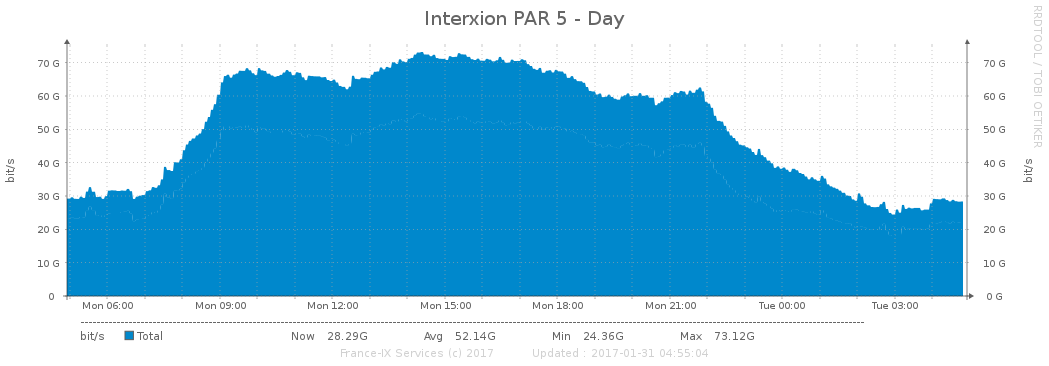 Interxion PAR 5 - Day
RRDTOOL / TOBI OETIKER
bit/s
70 G 70 G
60 G 60 G
50 G 50 G
40 G 40 G
30 G 30 G
20 G 20 G
10 G 10 G
0 0 G
bit/s
Mon 06:00 Mon 09:00 Mon 12:00 Mon 15:00 Mon 18:00 Mon 21:00 Tue 00:00 Tue 03:00
bit/s Total Now 28.29G Avg 52.14G Min 24.36G Max 73.12G
France-IX Services (c) 2017 Updated : 2017-01-31 04:55:04